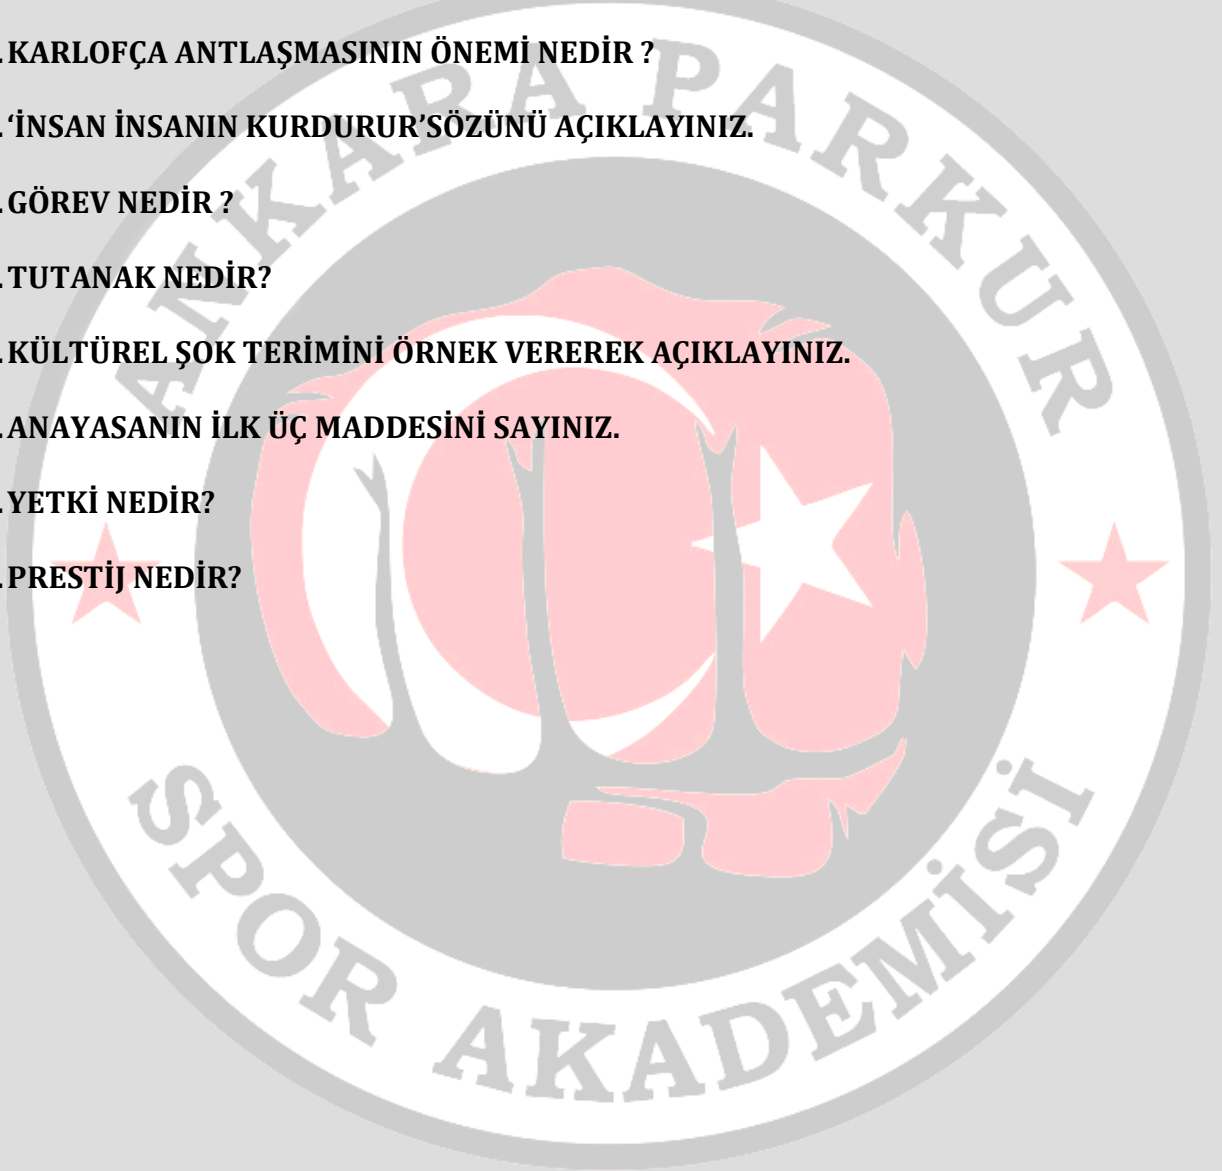 .KARLOFÇA ANTLAŞMASININ ÖNEMİ NEDİR ?
.‘İNSAN İNSANIN KURDURUR’SÖZÜNÜ AÇIKLAYINIZ.
.GÖREV NEDİR ?
.TUTANAK NEDİR?
.KÜLTÜREL ŞOK TERİMİNİ ÖRNEK VEREREK AÇIKLAYINIZ.
.ANAYASANIN İLK ÜÇ MADDESİNİ SAYINIZ.
.YETKİ NEDİR?
.PRESTİJ NEDİR?
ANKARA PARKUR
SPOR AKADEMİSİ